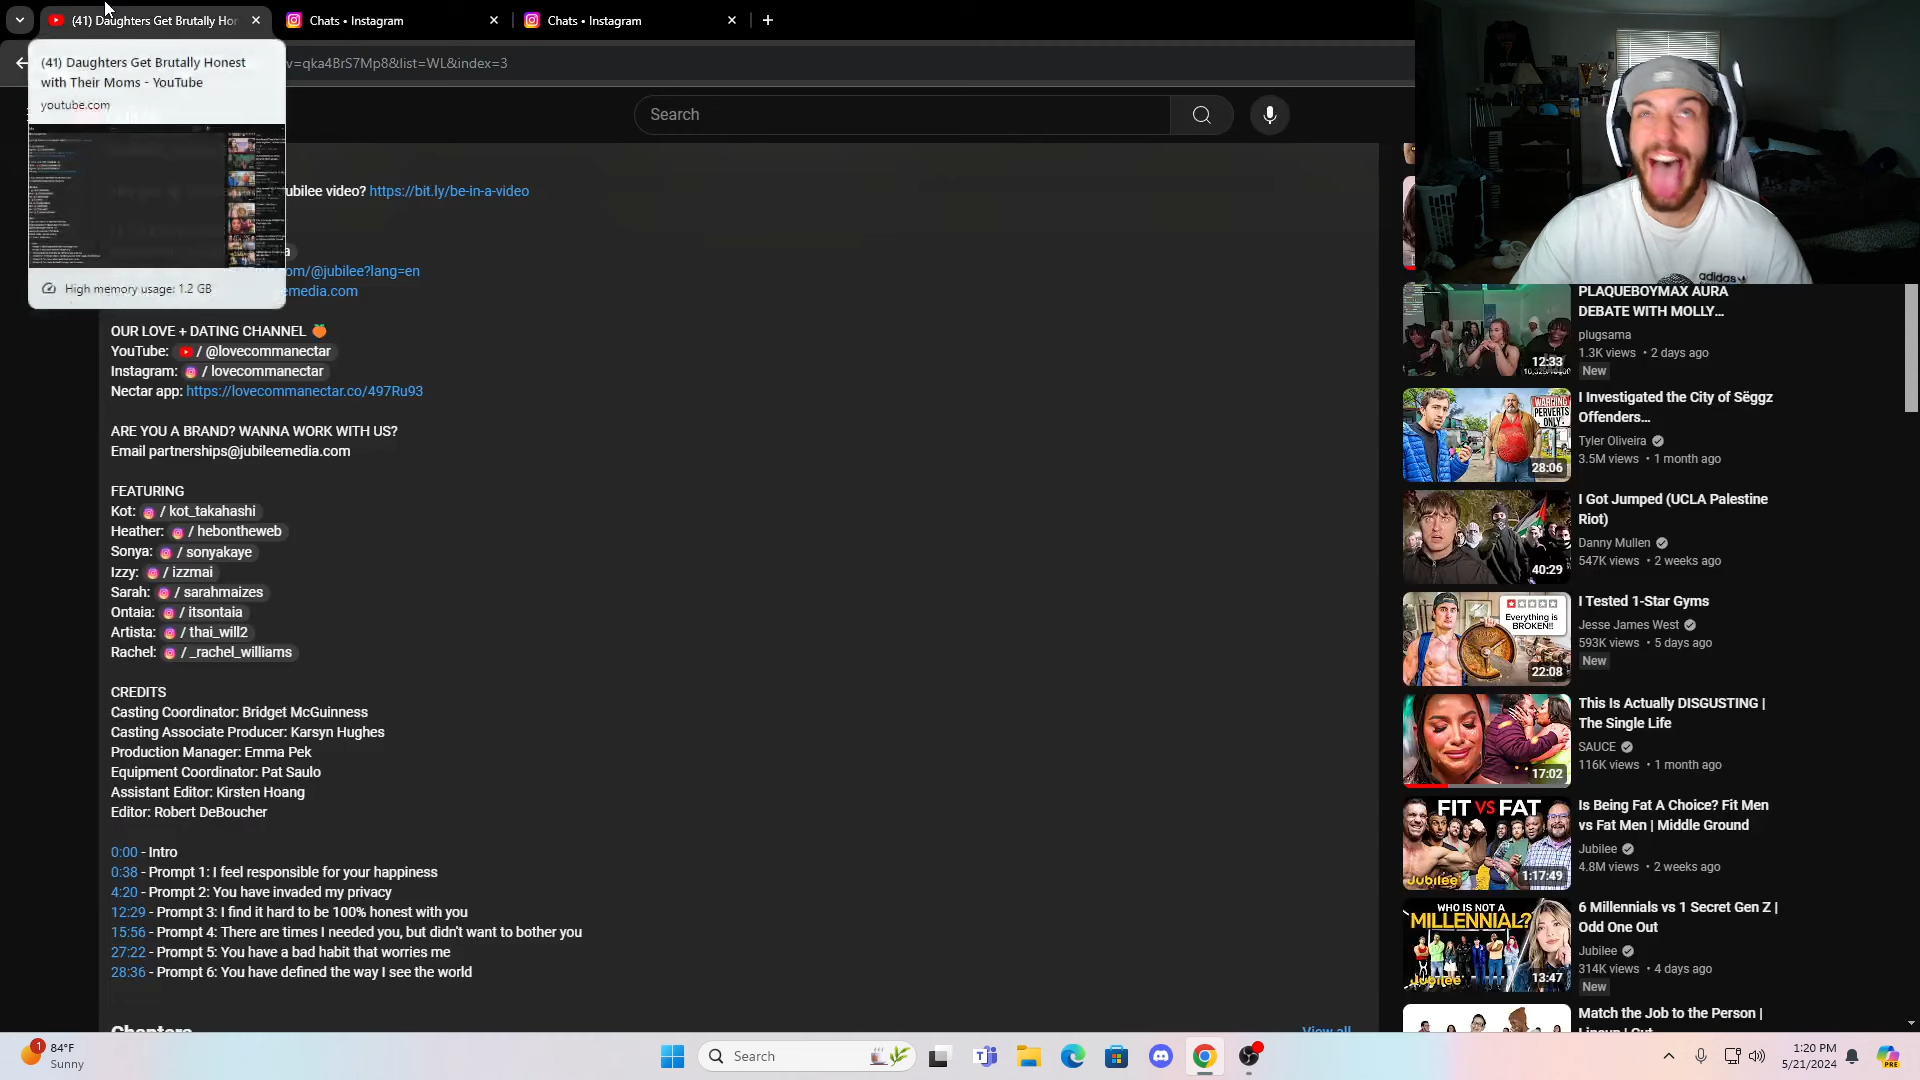 (41) Daughters Get Brutally Hor
Chats • Instagram
Chats • Instagram
v=qka4BrS7Mp8&list=WL&index=3
(41) Daughters Get Brutally Honest
with Their Moms - YouTube
youtube.com
High memory usage: 1.2 GB
Search
ubilee video? https://bit.ly/be-in-a-video
a
om/@jubilee?lang=en
emedia.com
OUR LOVE + DATING CHANNEL 🍑
YouTube: / @lovecommanectar
Instagram: / lovecommanectar
Nectar app: https://lovecommanectar.co/497Ru93
ARE YOU A BRAND? WANNA WORK WITH US?
Email partnerships@jubileemedia.com
FEATURING
Kot: / kot_takahashi
Heather: / hebontheweb
Sonya: / sonyakaye
Izzy: / izzmai
Sarah: / sarahmaizes
Ontaia: / itsontaia
Artista: / thai_will2
Rachel: / _rachel_williams
CREDITS
Casting Coordinator: Bridget McGuinness
Casting Associate Producer: Karsyn Hughes
Production Manager: Emma Pek
Equipment Coordinator: Pat Saulo
Assistant Editor: Kirsten Hoang
Editor: Robert DeBoucher
0:00 - Intro
0:38 - Prompt 1: I feel responsible for your happiness
4:20 - Prompt 2: You have invaded my privacy
12:29 - Prompt 3: I find it hard to be 100% honest with you
15:56 - Prompt 4: There are times I needed you, but didn't want to bother you
27:22 - Prompt 5: You have a bad habit that worries me
28:36 - Prompt 6: You have defined the way I see the world
Chapters
View all
adidas
PLAQUEBOYMAX AURA
DEBATE WITH MOLLY...
plugsama
1.3K views • 2 days ago
New
12:33
I Investigated the City of Sëggz
Offenders...
Tyler Oliveira
3.5M views • 1 month ago
WARNING
PERVERTS
ONLY
28:06
I Got Jumped (UCLA Palestine
Riot)
Danny Mullen
547K views • 2 weeks ago
40:29
I Tested 1-Star Gyms
Jesse James West
593K views • 5 days ago
New
Everything is
BROKEN!!
22:08
This Is Actually DISGUSTING |
The Single Life
SAUCE
116K views • 1 month ago
17:02
Is Being Fat A Choice? Fit Men
vs Fat Men | Middle Ground
Jubilee
4.8M views • 2 weeks ago
FIT VS FAT
Jubilee
1:17:49
6 Millennials vs 1 Secret Gen Z |
Odd One Out
Jubilee
314K views • 4 days ago
New
WHO IS NOT A
MILLENNIAL?
Jubilee
13:47
Match the Job to the Person |
Lineup | Cut
1
84°F
Sunny
Search
1:20 PM
5/21/2024
PRE